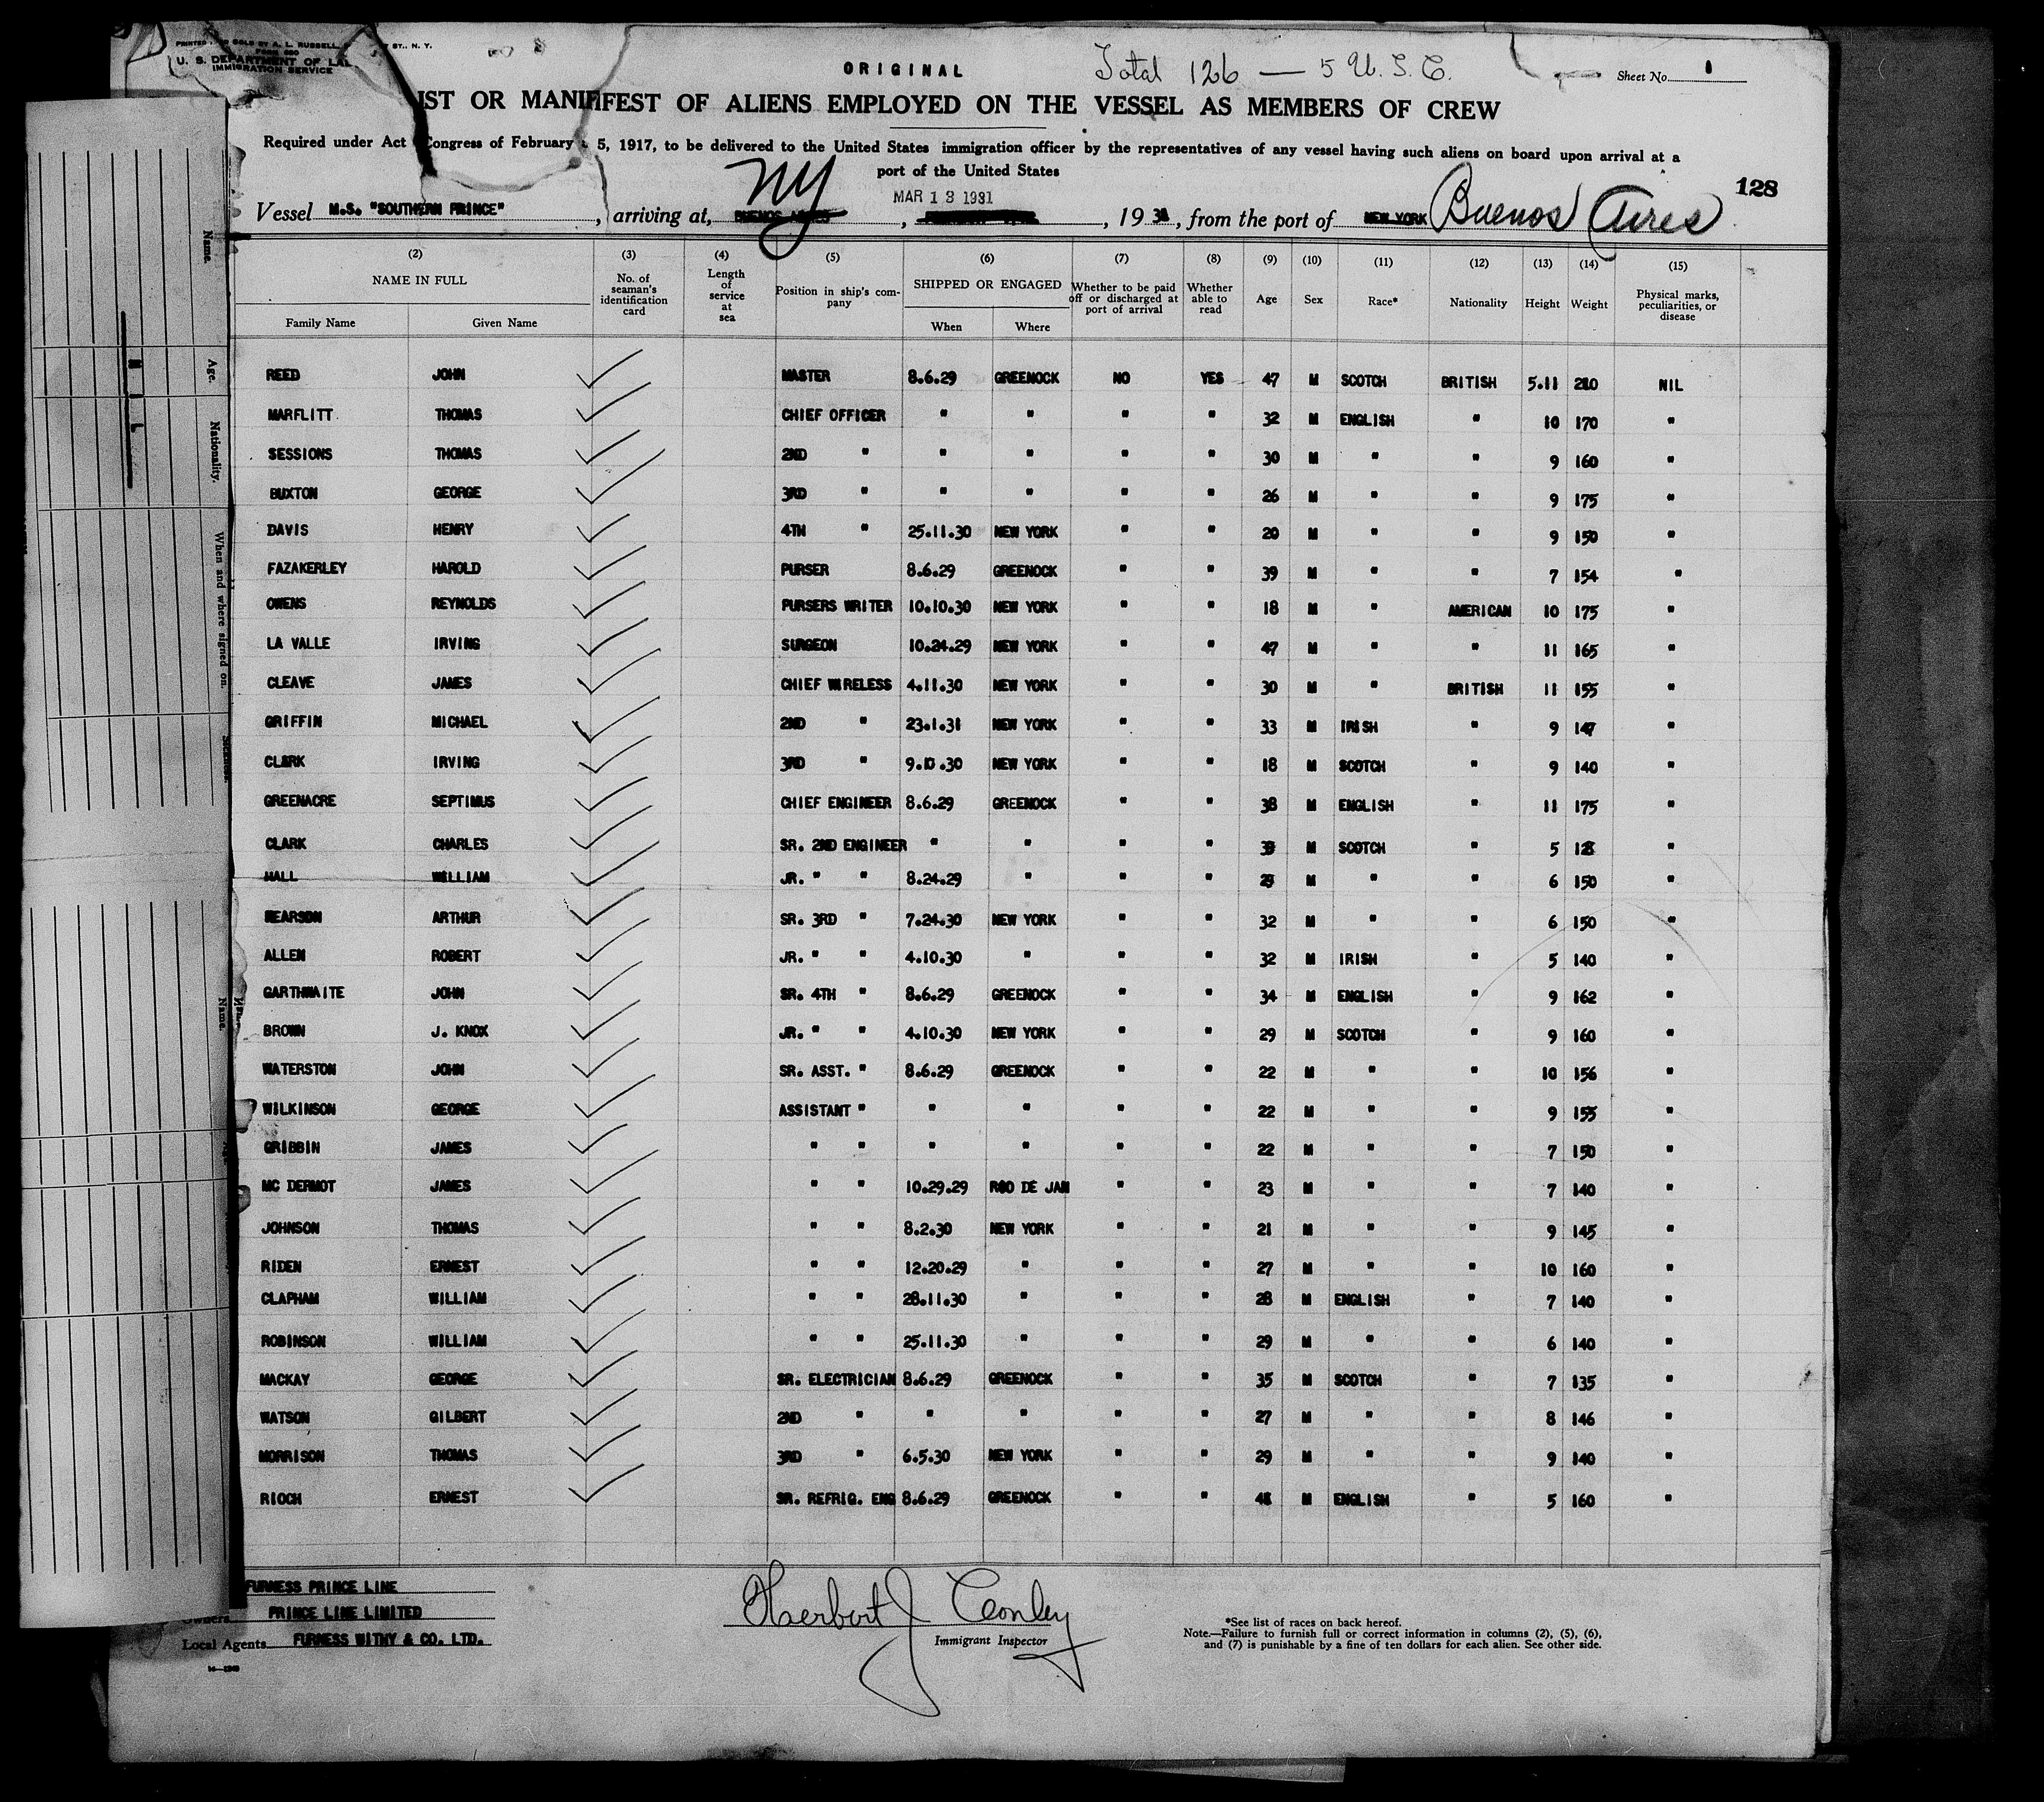 PRINTED AND SOLD BY A. L. RUSSELL, ST., N. Y.
FORM 680
U. S. DEPARTMENT OF LA
IMMIGRATION SERVICE
ORIGINAL
Total 126 — 5 U. S. C.
Sheet No. 1
IST OR MANIFEST OF ALIENS EMPLOYED ON THE VESSEL AS MEMBERS OF CREW
Required under Act Congress of February 5, 1917, to be delivered to the United States immigration officer by the representatives of any vessel having such aliens on board upon arrival at a
port of the United States
128
Vessel M.S. "SOUTHERN PRINCE", arriving at, BUENOS AIRES NY, MAR 13 1931, 1931, from the port of NEW YORK Buenos Aires
(2) (3) (4) (5) (6) (7) (8) (9) (10) (11) (12) (13) (14) (15)
NAME IN FULL No. of seaman's identification card Length of service at sea Position in ship's company SHIPPED OR ENGAGED Whether to be paid off or discharged at port of arrival Whether able to read Age Sex Race* Nationality Height Weight Physical marks, peculiarities, or disease
Family Name Given Name When Where
REED JOHN MASTER 8.6.29 GREENOCK NO YES 47 M SCOTCH BRITISH 5.11 210 NIL
MARFLITT THOMAS CHIEF OFFICER " " " " 32 M ENGLISH " 10 170 "
SESSIONS THOMAS 2ND " " " " " 30 M " " 9 160 "
BUXTON GEORGE 3RD " " " " " 26 M " " 9 175 "
DAVIS HENRY 4TH " 25.11.30 NEW YORK " " 20 M " " 9 150 "
FAZAKERLEY HAROLD PURSER 8.6.29 GREENOCK " " 39 M " " 7 154 "
OWENS REYNOLDS PURSERS WRITER 10.10.30 NEW YORK " " 18 M " AMERICAN 10 175 "
LA VALLE IRVING SURGEON 10.24.29 NEW YORK " " 47 M " " 11 165 "
CLEAVE JAMES CHIEF WIRELESS 4.11.30 NEW YORK " " 30 M " BRITISH 11 155 "
GRIFFIN MICHAEL 2ND " 23.1.31 NEW YORK " " 33 M IRISH " 9 147 "
CLARK IRVING 3RD " 9.10.30 NEW YORK " " 18 M SCOTCH " 9 140 "
GREENACRE SEPTIMUS CHIEF ENGINEER 8.6.29 GREENOCK " " 38 M ENGLISH " 11 175 "
CLARK CHARLES SR. 2ND ENGINEER " " " " M SCOTCH " 5 "
HALL WILLIAM JR. " " 8.24.29 " " " M " " 6 150 "
ARTHUR SR. 3RD " 7.24.30 NEW YORK " " 32 M " " 6 150 "
ALLEN ROBERT JR. " " 4.10.30 " " " 32 M IRISH " 5 140 "
GARTHWAITE JOHN SR. 4TH " 8.6.29 GREENOCK " " 34 M ENGLISH " 9 162 "
BROWN J. KNOX JR. " " 4.10.30 NEW YORK " " 29 M SCOTCH " 9 160 "
WATERSTON JOHN SR. ASST. " 8.6.29 GREENOCK " " 22 M " " 10 156 "
WILKINSON GEORGE ASSISTANT " " " " " 22 M " " 9 155 "
GRIBBIN JAMES " " " " " " 22 M " " 7 150 "
MC DERMOT JAMES " " 10.29.29 RIO DE JAN " " 23 M " " 7 140 "
JOHNSON THOMAS " " 8.2.30 NEW YORK " " 21 M " " 9 145 "
RIDEN ERNEST " " 12.20.29 " " " 27 M " " 10 160 "
CLAPHAM WILLIAM " " 28.11.30 " " " 28 M ENGLISH " 7 140 "
ROBINSON WILLIAM " " 25.11.30 " " " 29 M " " 6 140 "
MACKAY GEORGE SR. ELECTRICIAN 8.6.29 GREENOCK " " 35 M SCOTCH " 7 135 "
WATSON GILBERT 2ND " " " " " 27 M " " 8 146 "
MORRISON THOMAS 3RD " 6.5.30 NEW YORK " " 29 M " " 9 140 "
RIOCH ERNEST SR. REFRIG. ENG 8.6.29 GREENOCK " " M ENGLISH " 5 160 "
FURNESS PRINCE LINE
Owners PRINCE LINE LIMITED
Local Agents FURNESS WITHY & CO. LTD.
Herbert J Conley
Immigrant Inspector
*See list of races on back hereof.
Note.—Failure to furnish full or correct information in columns (2), (5), (6),
and (7) is punishable by a fine of ten dollars for each alien. See other side.
Name.
Age.
Nationality.
When and where signed on.
N I L
Name.